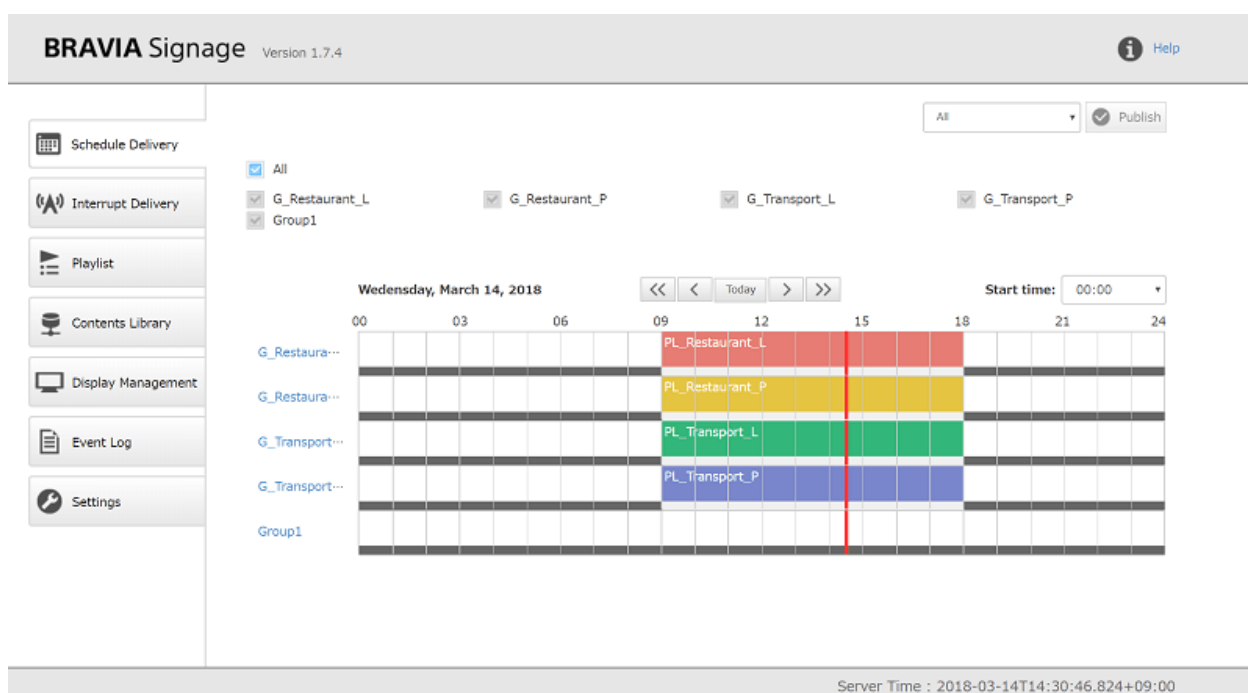 BRAVIA Signage Version 1.7.4
Help
All
Publish
Schedule Delivery
Interrupt Delivery
Playlist
Contents Library
Display Management
Event Log
Settings
All
G_Restaurant_L G_Restaurant_P G_Transport_L G_Transport_P
Group1
Wedensday, March 14, 2018 << < Today > >> Start time: 00:00
00 03 06 09 12 15 18 21 24
G_Restaura··· PL_Restaurant_L
G_Restaura··· PL_Restaurant_P
G_Transport··· PL_Transport_L
G_Transport··· PL_Transport_P
Group1
Server Time : 2018-03-14T14:30:46.824+09:00